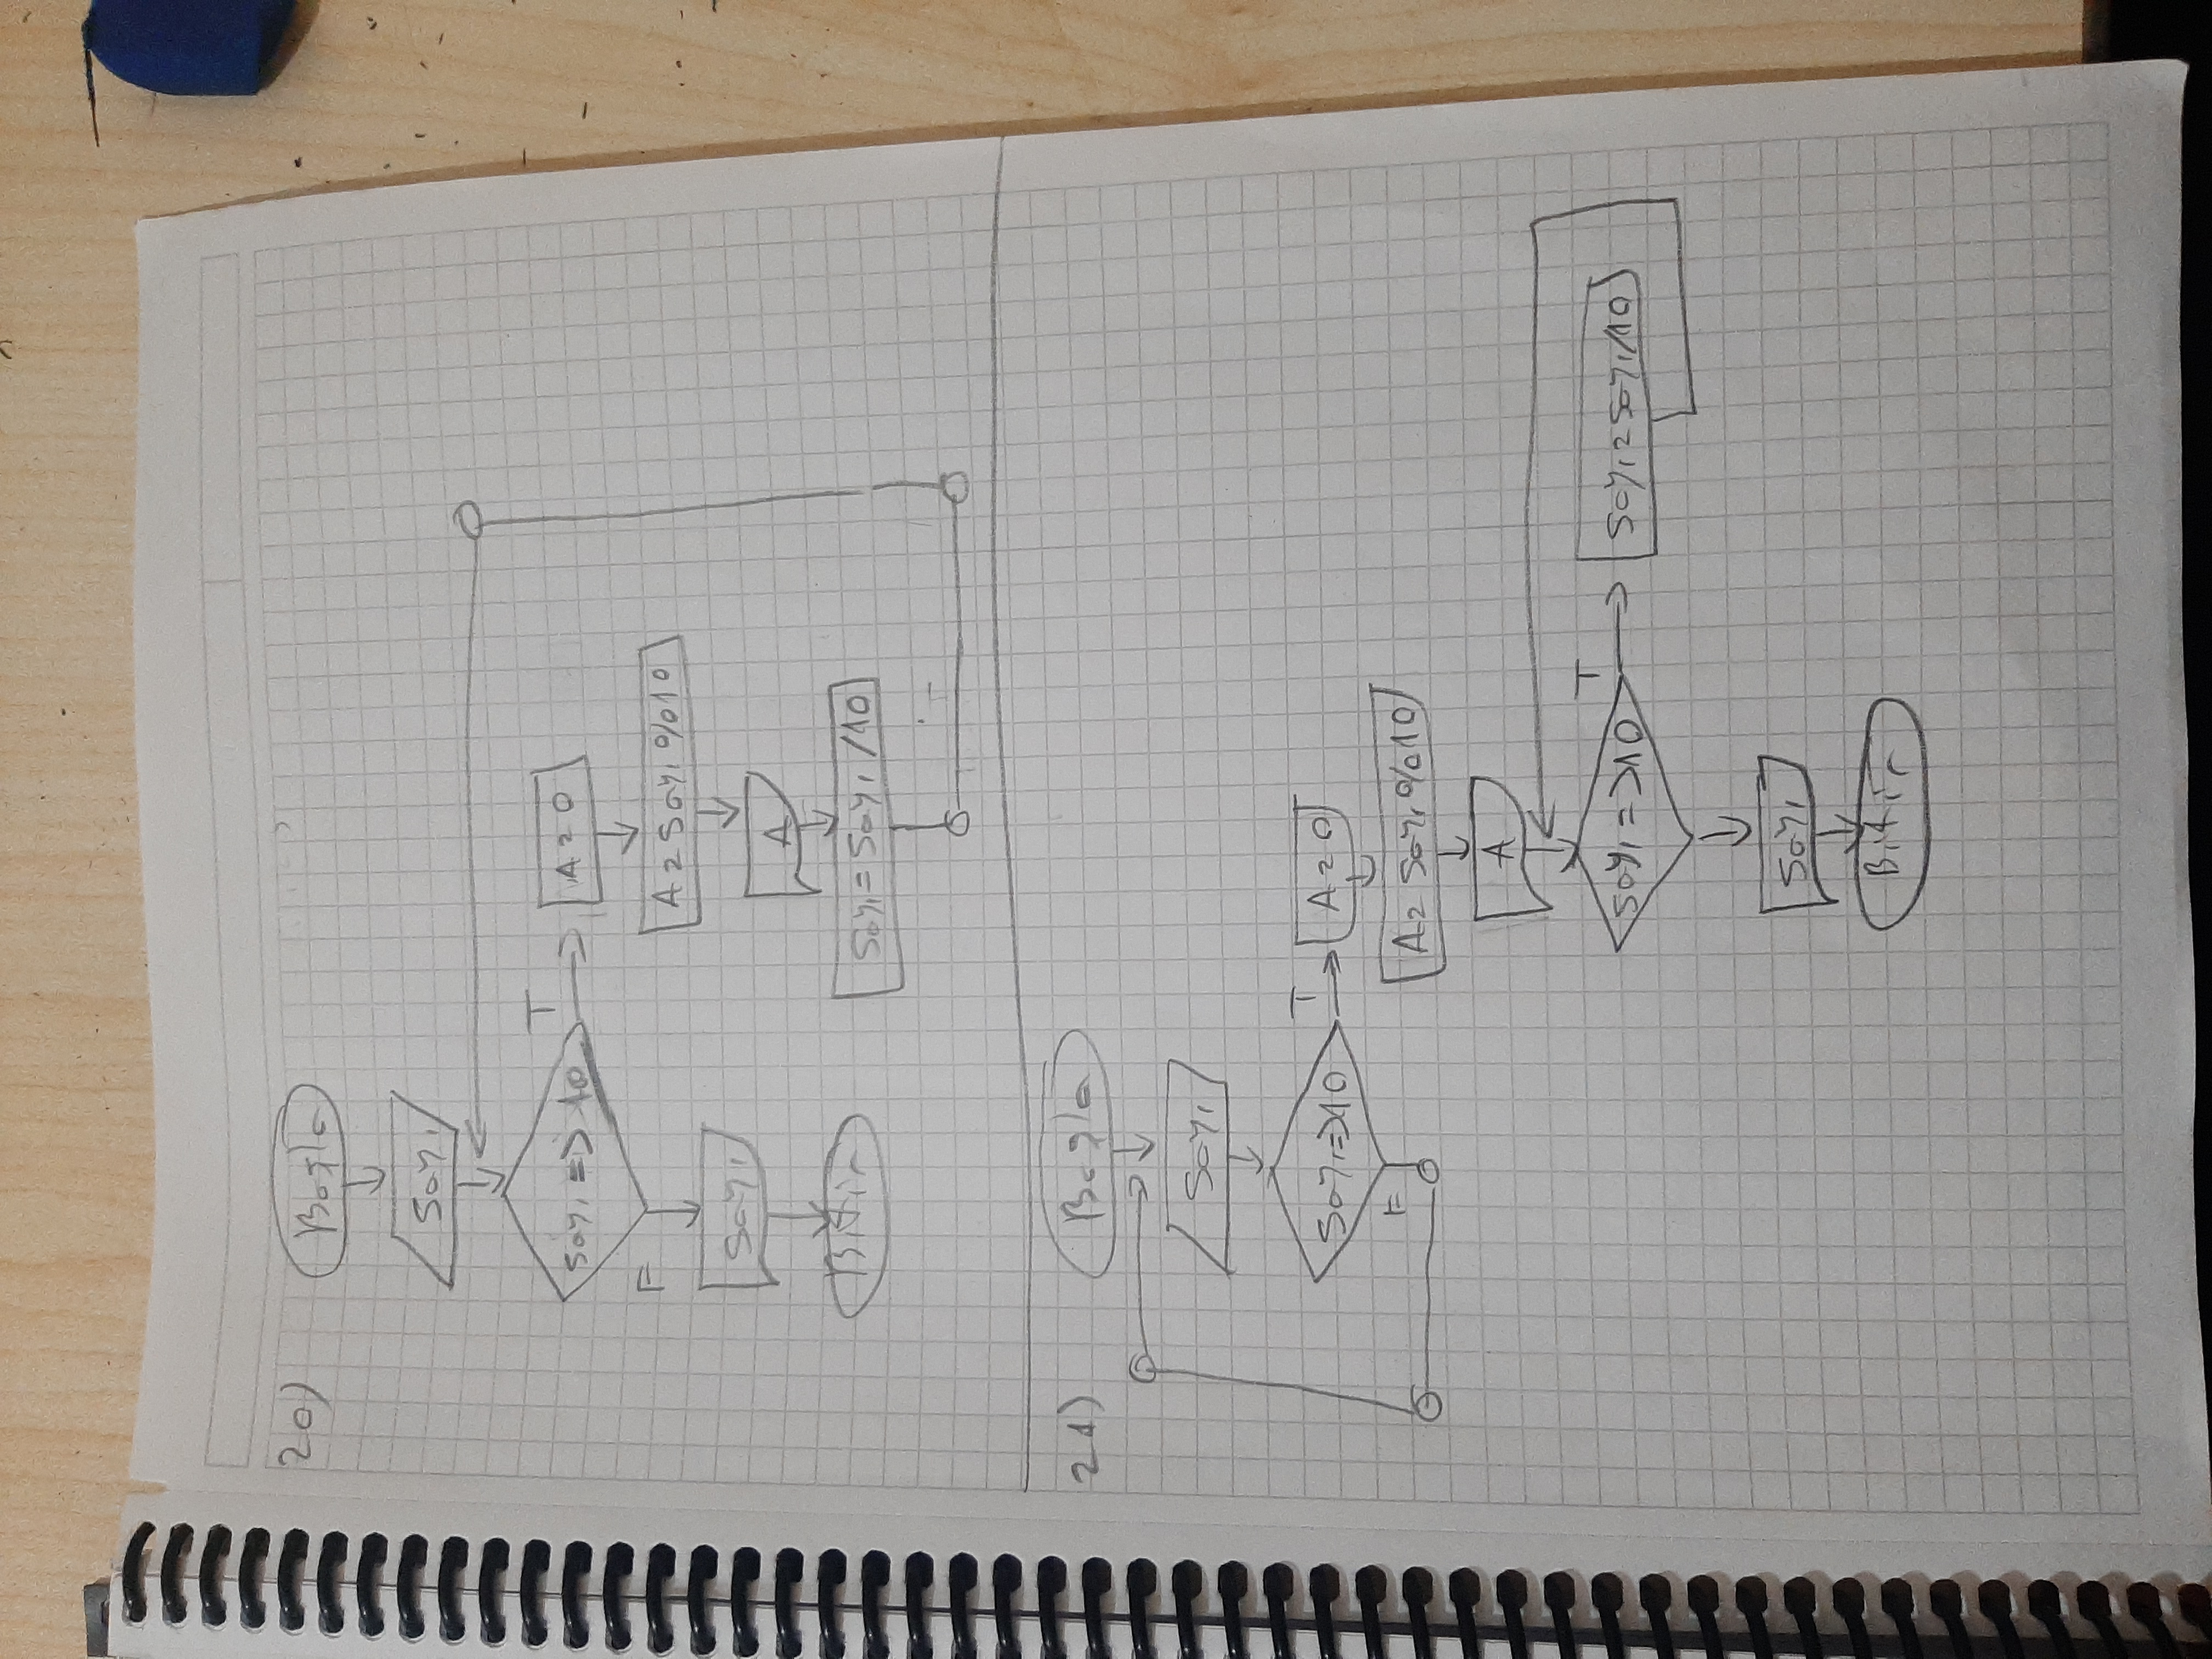 20)
Başla
Sayı
Sayı => 10
T
A = 0
F
A = Sayı %10
Sayı
A
Bitir
Sayı = Sayı /10
21)
Başla
Sayı
Sayı => 10
T
A = 0
F
A = Sayı %10
A
Sayı => 10
T
Sayı = Sayı/10
Sayı
Bitir